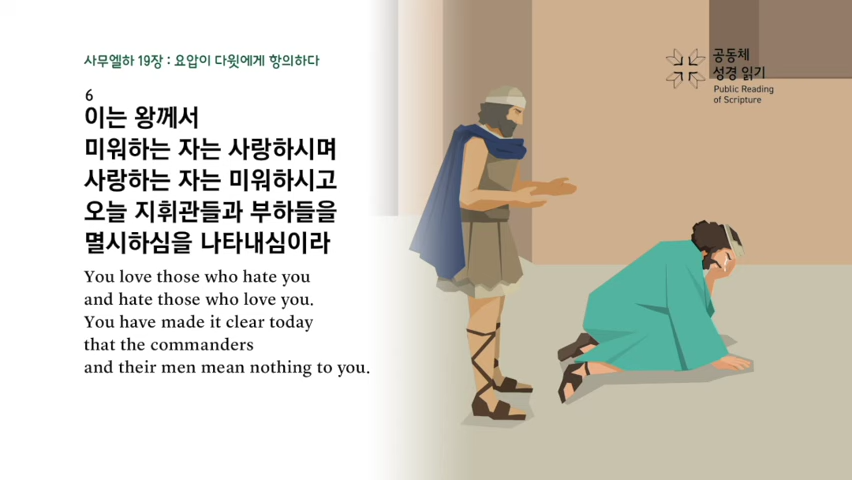 사무엘하 19장 : 요압이 다윗에게 항의하다
6
이는 왕께서
미워하는 자는 사랑하시며
사랑하는 자는 미워하시고
오늘 지휘관들과 부하들을
멸시하심을 나타내심이라
You love those who hate you
and hate those who love you.
You have made it clear today
that the commanders
and their men mean nothing to you.
공동체
성경 읽기
Public Reading
of Scripture